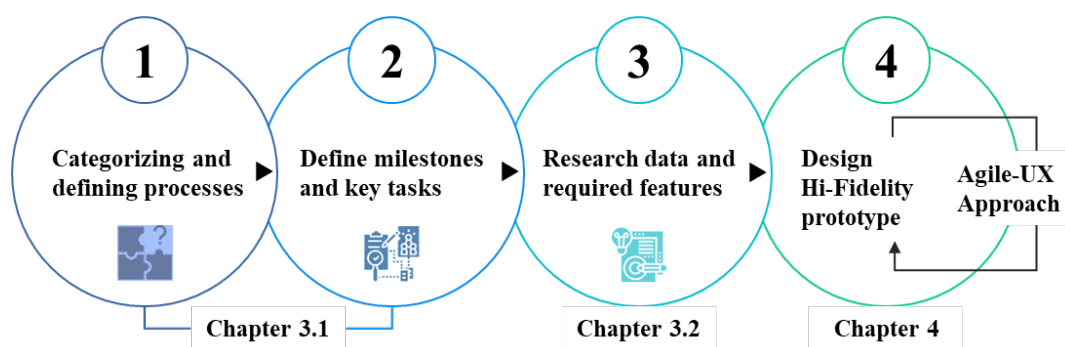 1
Categorizing and
defining processes
2
Define milestones
and key tasks
3
Research data and
required features
4
Design
Hi-Fidelity
prototype
Agile-UX
Approach
?
Chapter 3.1
Chapter 3.2
Chapter 4